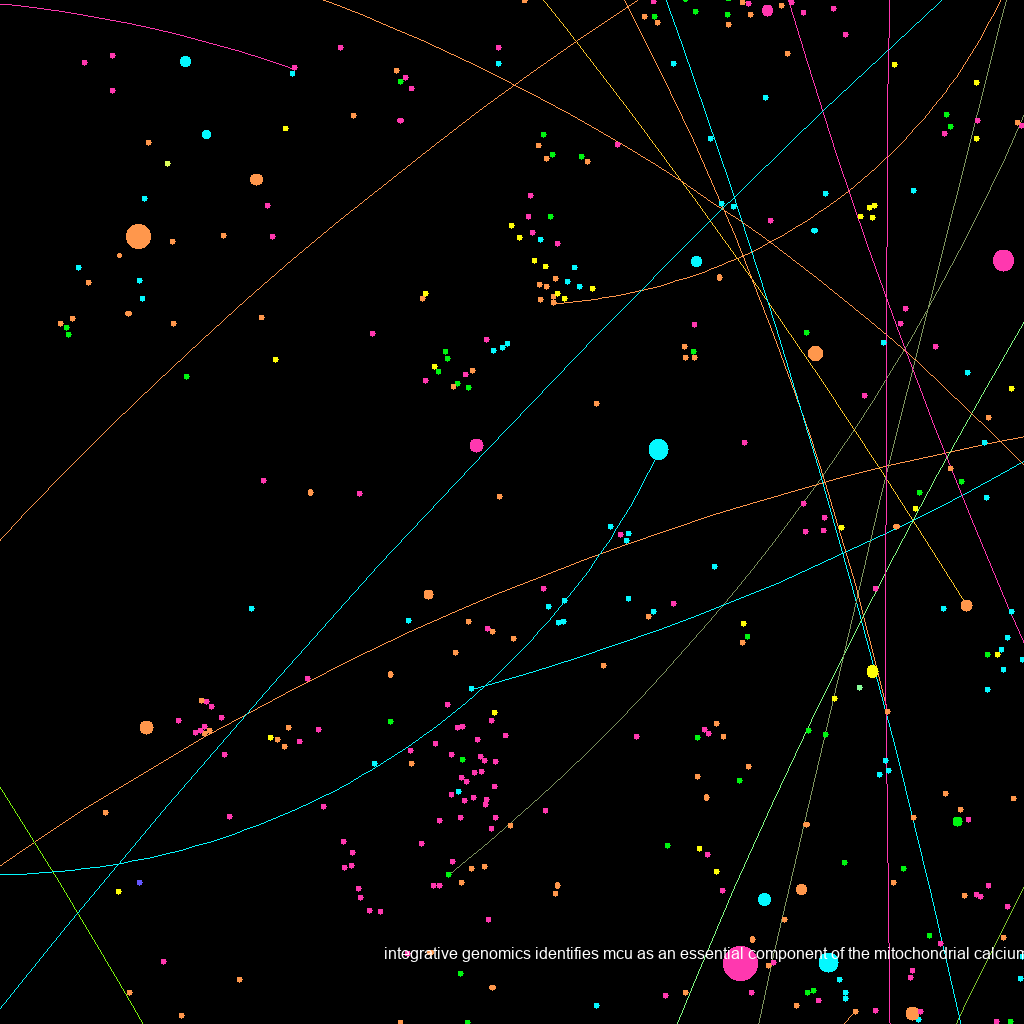 integrative genomics identifies mcu as an essential component of the mitochondrial calcium